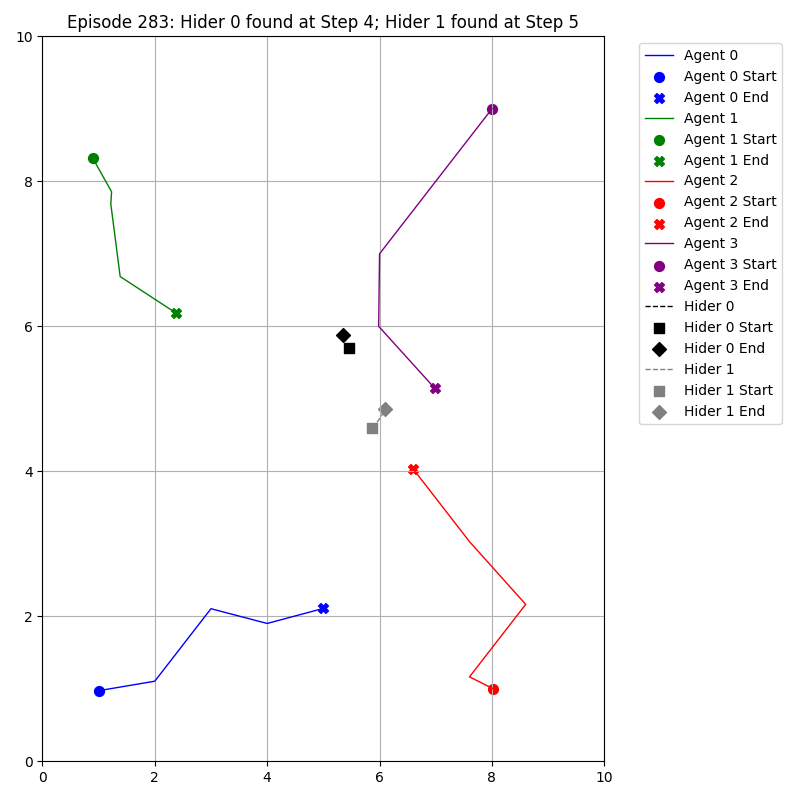 Episode 283: Hider 0 found at Step 4; Hider 1 found at Step 5
10
8
6
4
2
0
0 2 4 6 8 10
Agent 0
Agent 0 Start
Agent 0 End
Agent 1
Agent 1 Start
Agent 1 End
Agent 2
Agent 2 Start
Agent 2 End
Agent 3
Agent 3 Start
Agent 3 End
Hider 0
Hider 0 Start
Hider 0 End
Hider 1
Hider 1 Start
Hider 1 End